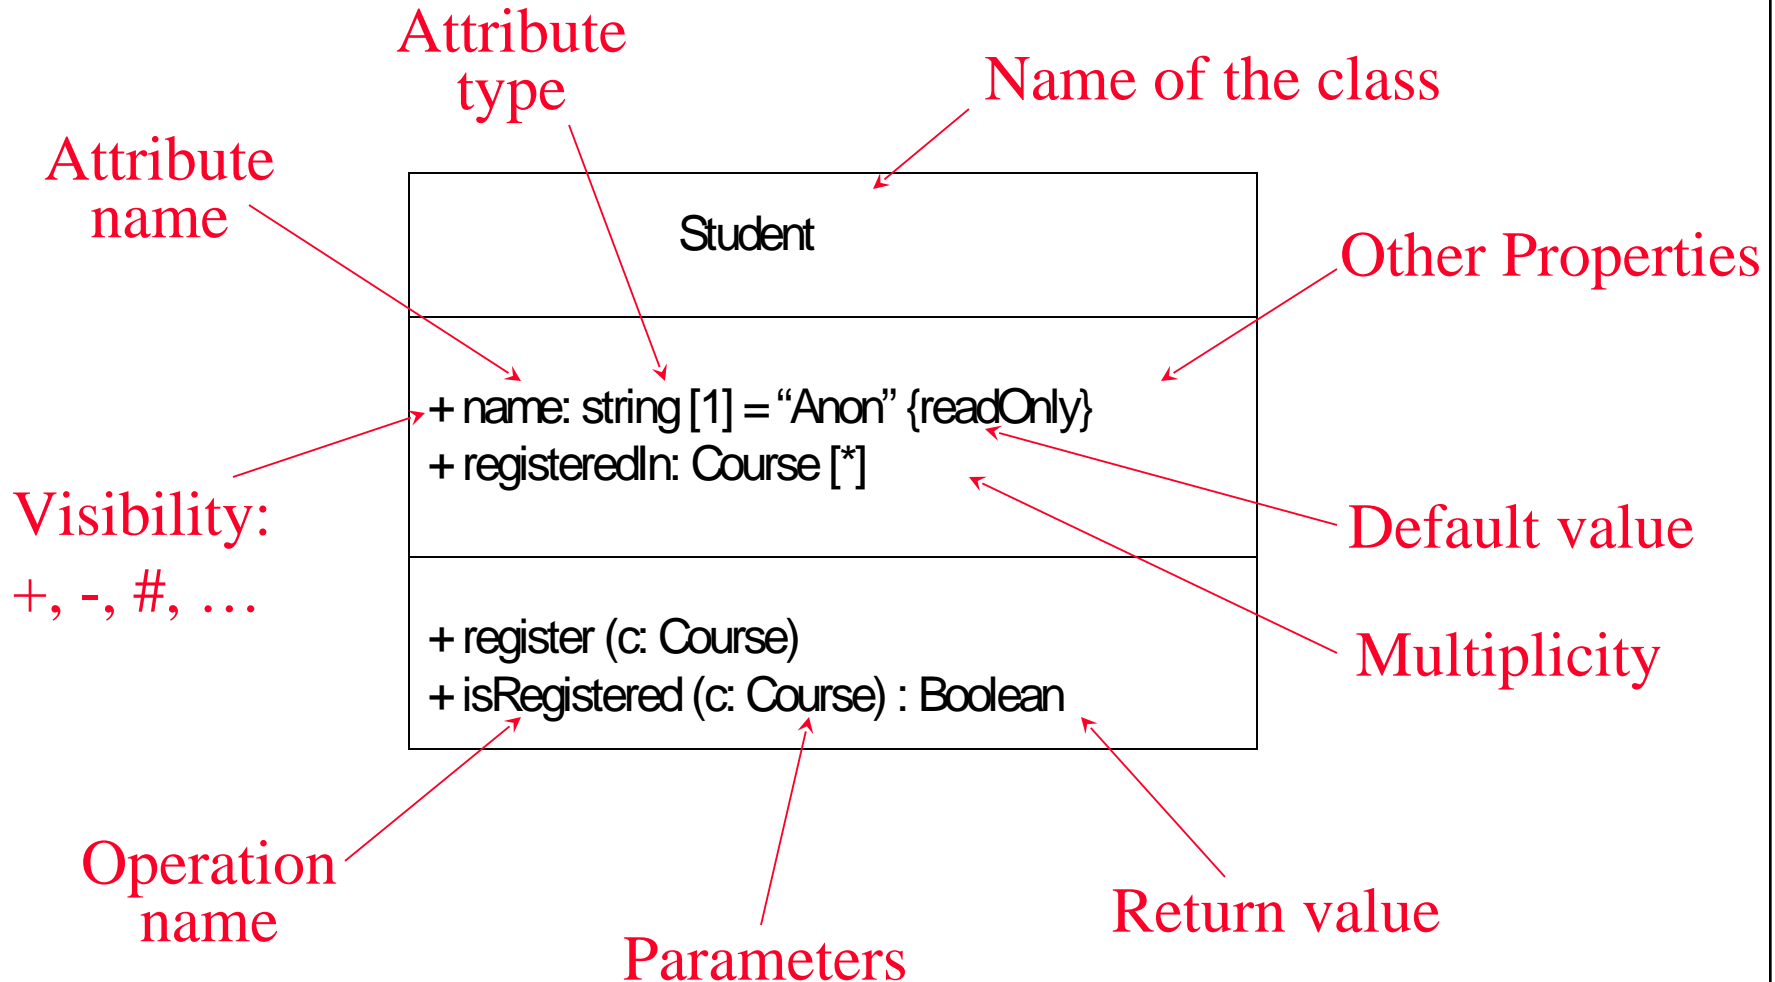 Attribute
type
Name of the class
Attribute
name
Student
Other Properties
+ name: string [1] = “Anon” {readOnly}
+ registeredIn: Course [*]
Visibility:
+, -, #, …
Default value
+ register (c: Course)
+ isRegistered (c: Course) : Boolean
Multiplicity
Operation
name
Parameters
Return value